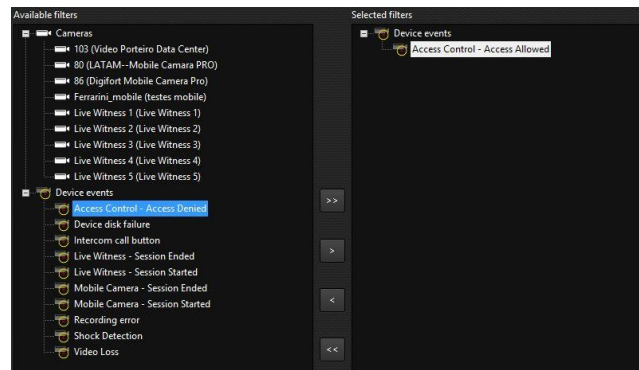 Available filters
Cameras
103 (Video Porteiro Data Center)
80 (LATAM--Mobile Camara PRO)
86 (Digifort Mobile Camera Pro)
Ferrarini_mobile (testes mobile)
Live Witness 1 (Live Witness 1)
Live Witness 2 (Live Witness 2)
Live Witness 3 (Live Witness 3)
Live Witness 4 (Live Witness 4)
Live Witness 5 (Live Witness 5)
Device events
Access Control - Access Denied
Device disk failure
Intercom call button
Live Witness - Session Ended
Live Witness - Session Started
Mobile Camera - Session Ended
Mobile Camera - Session Started
Recording error
Shock Detection
Video Loss
>>
>
<
<<
Selected filters
Device events
Access Control - Access Allowed